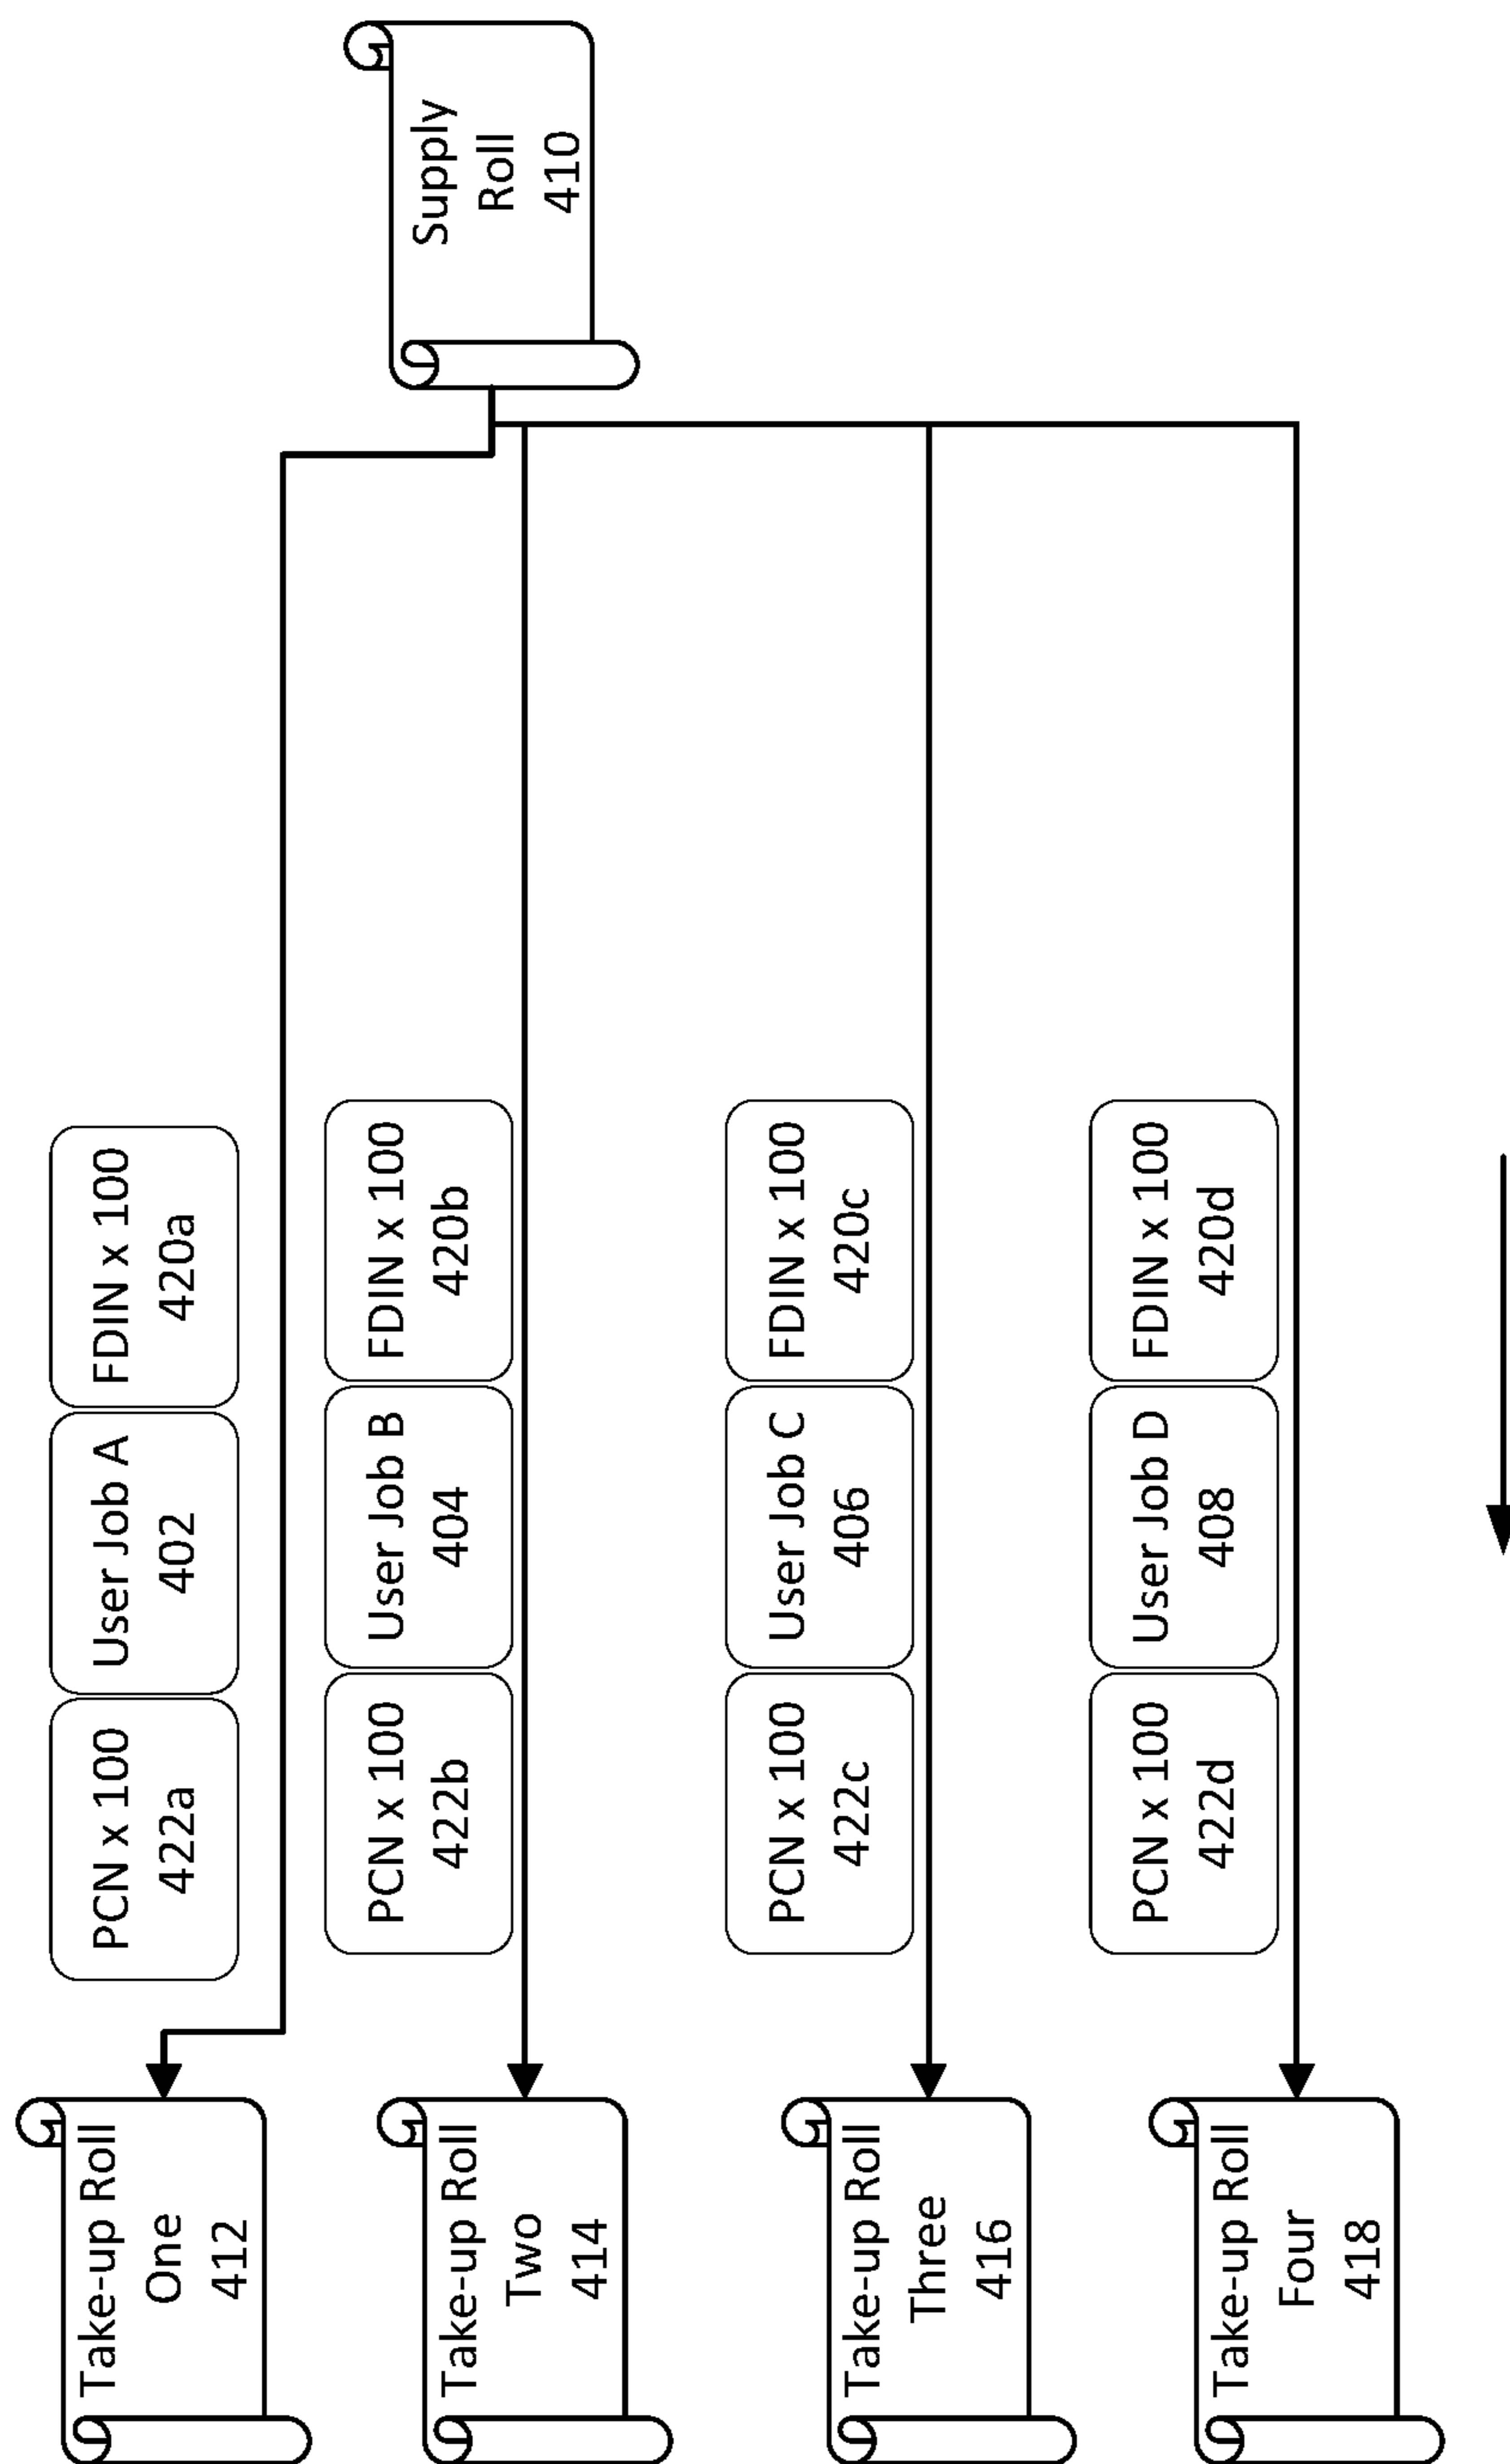 Supply
Roll
410
FDIN x 100
420a
User Job A
402
PCN x 100
422a
Take-up Roll
One
412
FDIN x 100
420b
User Job B
404
PCN x 100
422b
Take-up Roll
Two
414
FDIN x 100
420c
User Job C
406
PCN x 100
422c
Take-up Roll
Three
416
FDIN x 100
420d
User Job D
408
PCN x 100
422d
Take-up Roll
Four
418